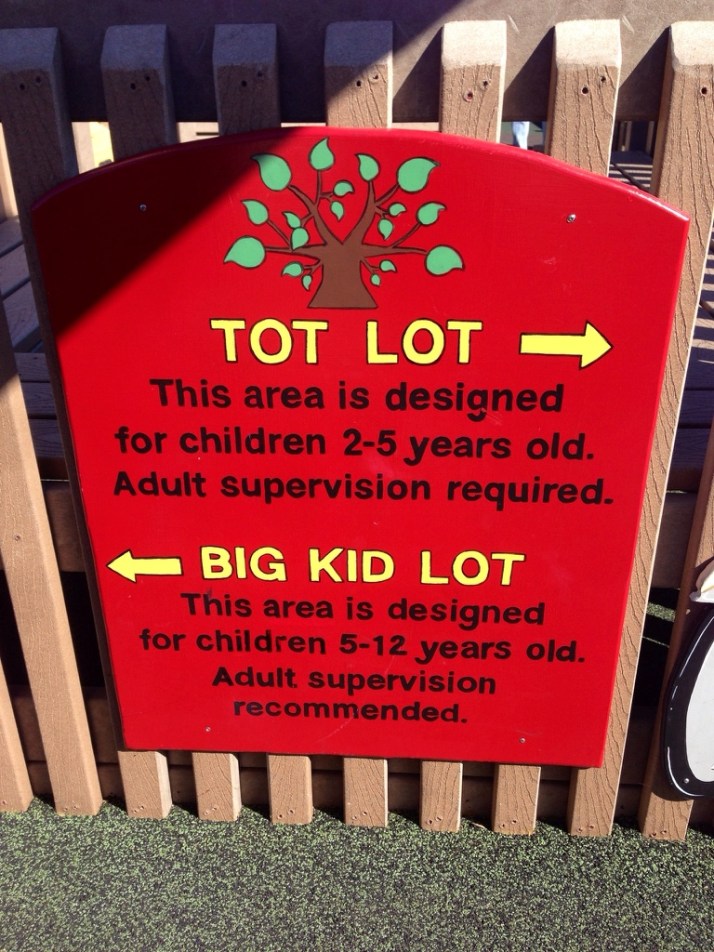 TOT LOT
This area is designed
for children 2-5 years old.
Adult supervision required.
BIG KID LOT
This area is designed
for children 5-12 years old.
Adult supervision
recommended.